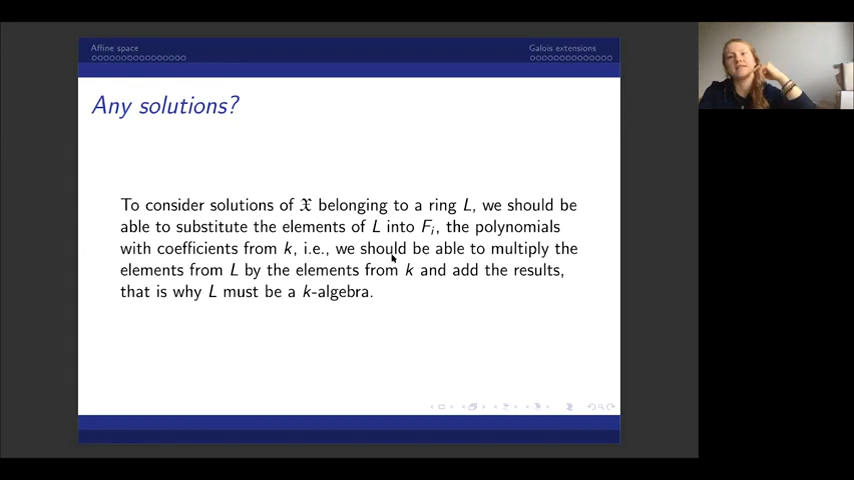 Affine space
Galois extensions
Any solutions?
To consider solutions of 𝔛 belonging to a ring L, we should be
able to substitute the elements of L into Fᵢ, the polynomials
with coefficients from k, i.e., we should be able to multiply the
elements from L by the elements from k and add the results,
that is why L must be a k-algebra.